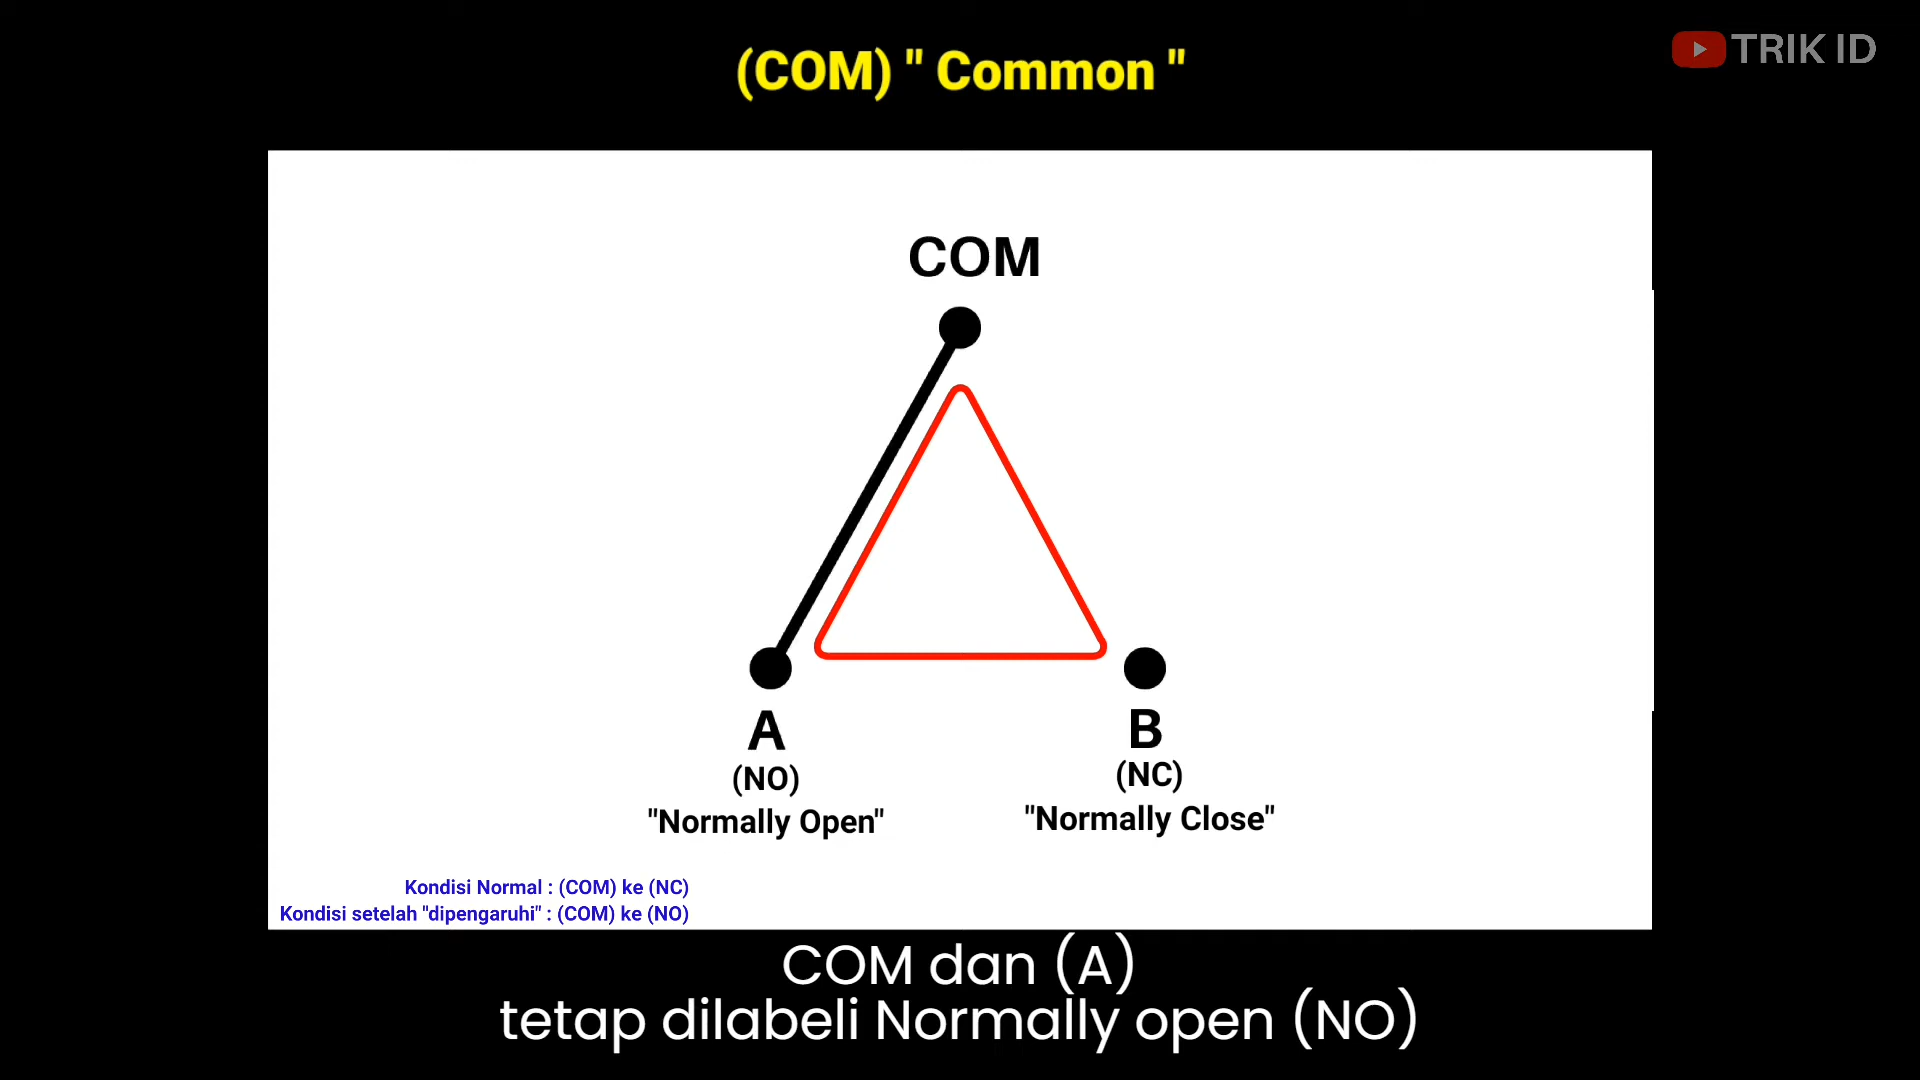 (COM) " Common "
TRIK ID
COM
A
(NO)
"Normally Open"
B
(NC)
"Normally Close"
Kondisi Normal : (COM) ke (NC)
Kondisi setelah "dipengaruhi" : (COM) ke (NO)
COM dan (A)
tetap dilabeli Normally open (NO)